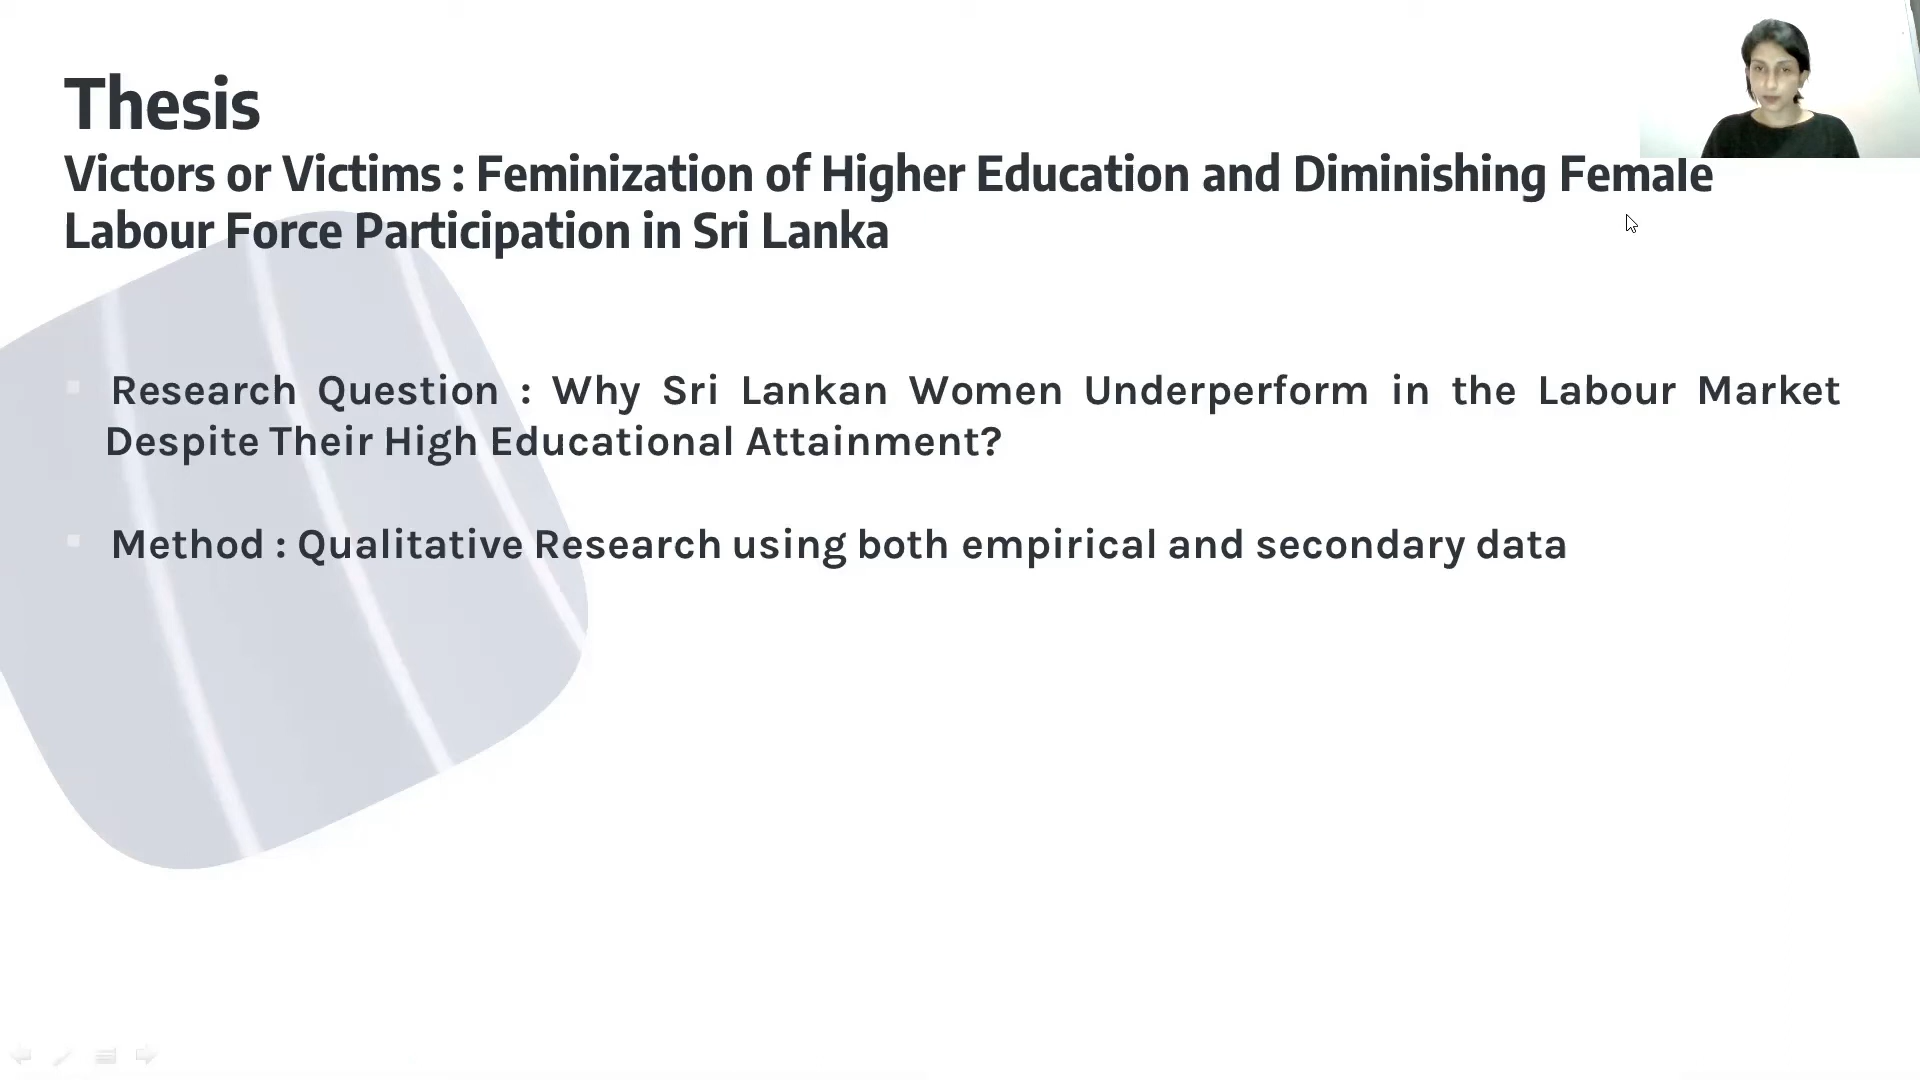 Thesis
Victors or Victims : Feminization of Higher Education and Diminishing Female
Labour Force Participation in Sri Lanka
Research Question : Why Sri Lankan Women Underperform in the Labour Market
Despite Their High Educational Attainment?
Method : Qualitative Research using both empirical and secondary data